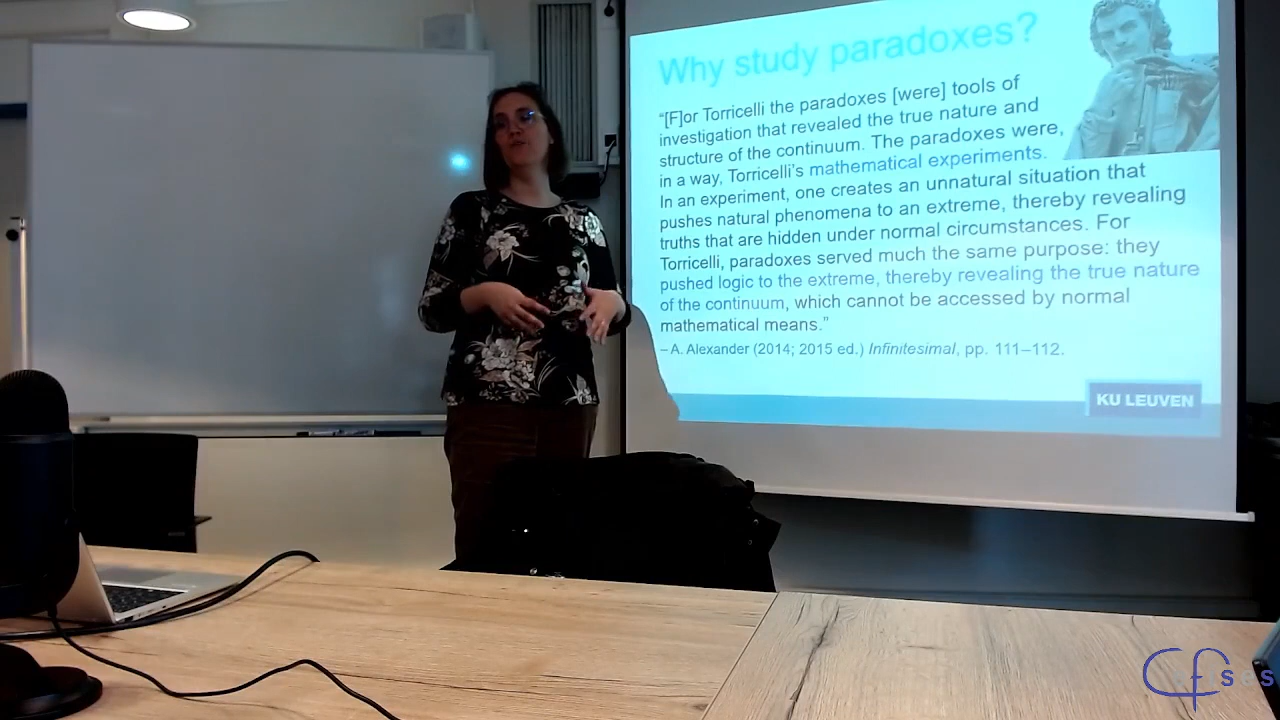 Why study paradoxes?
“[F]or Torricelli the paradoxes [were] tools of
investigation that revealed the true nature and
structure of the continuum. The paradoxes were,
in a way, Torricelli’s mathematical experiments.
In an experiment, one creates an unnatural situation that
pushes natural phenomena to an extreme, thereby revealing
truths that are hidden under normal circumstances. For
Torricelli, paradoxes served much the same purpose: they
pushed logic to the extreme, thereby revealing the true nature
of the continuum, which cannot be accessed by normal
mathematical means.”
– A. Alexander (2014; 2015 ed.) Infinitesimal, pp. 111–112.
KU LEUVEN